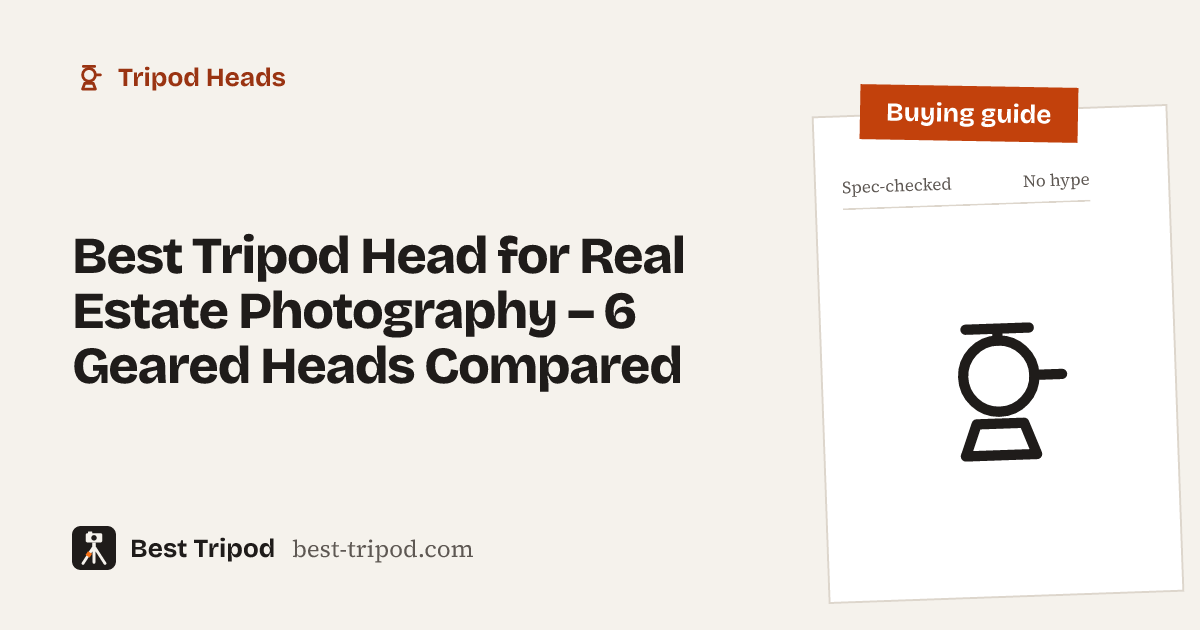 Tripod Heads
Buying guide
Spec-checked No hype
Best Tripod Head for Real
Estate Photography – 6
Geared Heads Compared
Best Tripod best-tripod.com